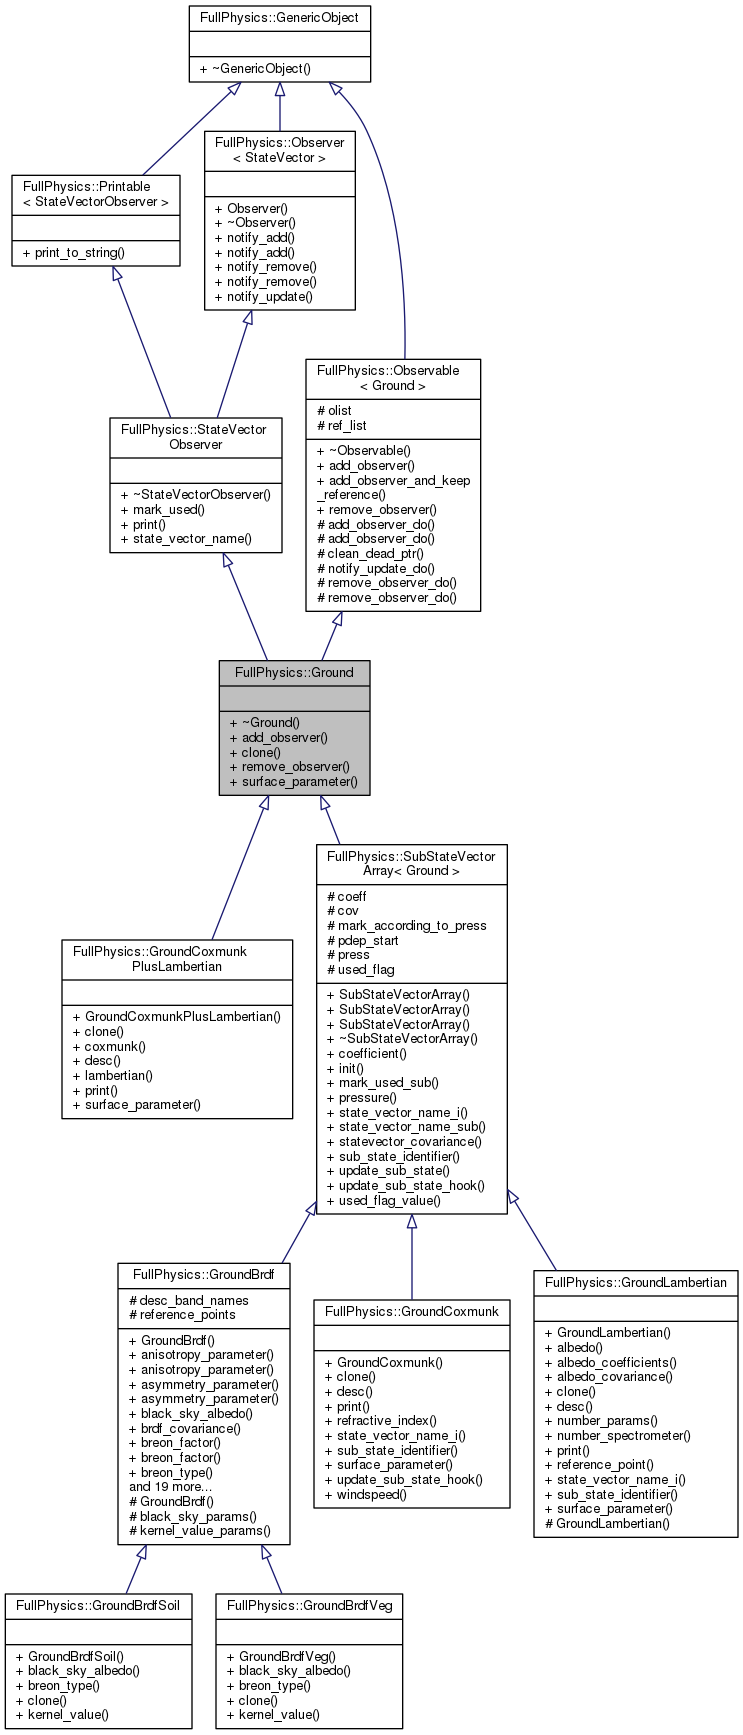 FullPhysics::GenericObject
+ ~GenericObject()
FullPhysics::Observer
< StateVector >
+ Observer()
+ ~Observer()
+ notify_add()
+ notify_add()
+ notify_remove()
+ notify_remove()
+ notify_update()
FullPhysics::Printable
< StateVectorObserver >
+ print_to_string()
FullPhysics::Observable
< Ground >
# olist
# ref_list
+ ~Observable()
+ add_observer()
+ add_observer_and_keep
_reference()
+ remove_observer()
# add_observer_do()
# add_observer_do()
# clean_dead_ptr()
# notify_update_do()
# remove_observer_do()
# remove_observer_do()
FullPhysics::StateVector
Observer
+ ~StateVectorObserver()
+ mark_used()
+ print()
+ state_vector_name()
FullPhysics::Ground
+ ~Ground()
+ add_observer()
+ clone()
+ remove_observer()
+ surface_parameter()
FullPhysics::SubStateVector
Array< Ground >
# coeff
# cov
# mark_according_to_press
# pdep_start
# press
# used_flag
+ SubStateVectorArray()
+ SubStateVectorArray()
+ SubStateVectorArray()
+ ~SubStateVectorArray()
+ coefficient()
+ init()
+ mark_used_sub()
+ pressure()
+ state_vector_name_i()
+ state_vector_name_sub()
+ statevector_covariance()
+ sub_state_identifier()
+ update_sub_state()
+ update_sub_state_hook()
+ used_flag_value()
FullPhysics::GroundCoxmunk
PlusLambertian
+ GroundCoxmunkPlusLambertian()
+ clone()
+ coxmunk()
+ desc()
+ lambertian()
+ print()
+ surface_parameter()
FullPhysics::GroundBrdf
# desc_band_names
# reference_points
+ GroundBrdf()
+ anisotropy_parameter()
+ anisotropy_parameter()
+ asymmetry_parameter()
+ asymmetry_parameter()
+ black_sky_albedo()
+ brdf_covariance()
+ breon_factor()
+ breon_factor()
+ breon_type()
and 19 more...
# GroundBrdf()
# black_sky_params()
# kernel_value_params()
FullPhysics::GroundCoxmunk
+ GroundCoxmunk()
+ clone()
+ desc()
+ print()
+ refractive_index()
+ state_vector_name_i()
+ sub_state_identifier()
+ surface_parameter()
+ update_sub_state_hook()
+ windspeed()
FullPhysics::GroundLambertian
+ GroundLambertian()
+ albedo()
+ albedo_coefficients()
+ albedo_covariance()
+ clone()
+ desc()
+ number_params()
+ number_spectrometer()
+ print()
+ reference_point()
+ state_vector_name_i()
+ sub_state_identifier()
+ surface_parameter()
# GroundLambertian()
FullPhysics::GroundBrdfSoil
+ GroundBrdfSoil()
+ black_sky_albedo()
+ breon_type()
+ clone()
+ kernel_value()
FullPhysics::GroundBrdfVeg
+ GroundBrdfVeg()
+ black_sky_albedo()
+ breon_type()
+ clone()
+ kernel_value()